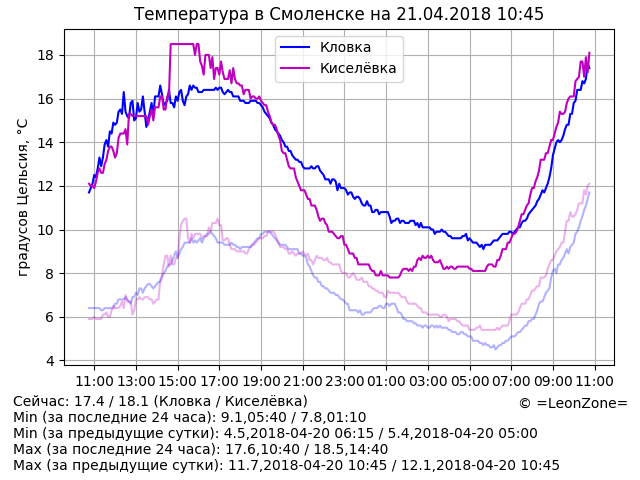 Температура в Смоленске на 21.04.2018 10:45
Кловка
Киселёвка
градусов Цельсия, °C
18
16
14
12
10
8
6
4
11:00 13:00 15:00 17:00 19:00 21:00 23:00 01:00 03:00 05:00 07:00 09:00 11:00
Сейчас: 17.4 / 18.1 (Кловка / Киселёвка)
© =LeonZone=
Min (за последние 24 часа): 9.1,05:40 / 7.8,01:10
Min (за предыдущие сутки): 4.5,2018-04-20 06:15 / 5.4,2018-04-20 05:00
Max (за последние 24 часа): 17.6,10:40 / 18.5,14:40
Max (за предыдущие сутки): 11.7,2018-04-20 10:45 / 12.1,2018-04-20 10:45